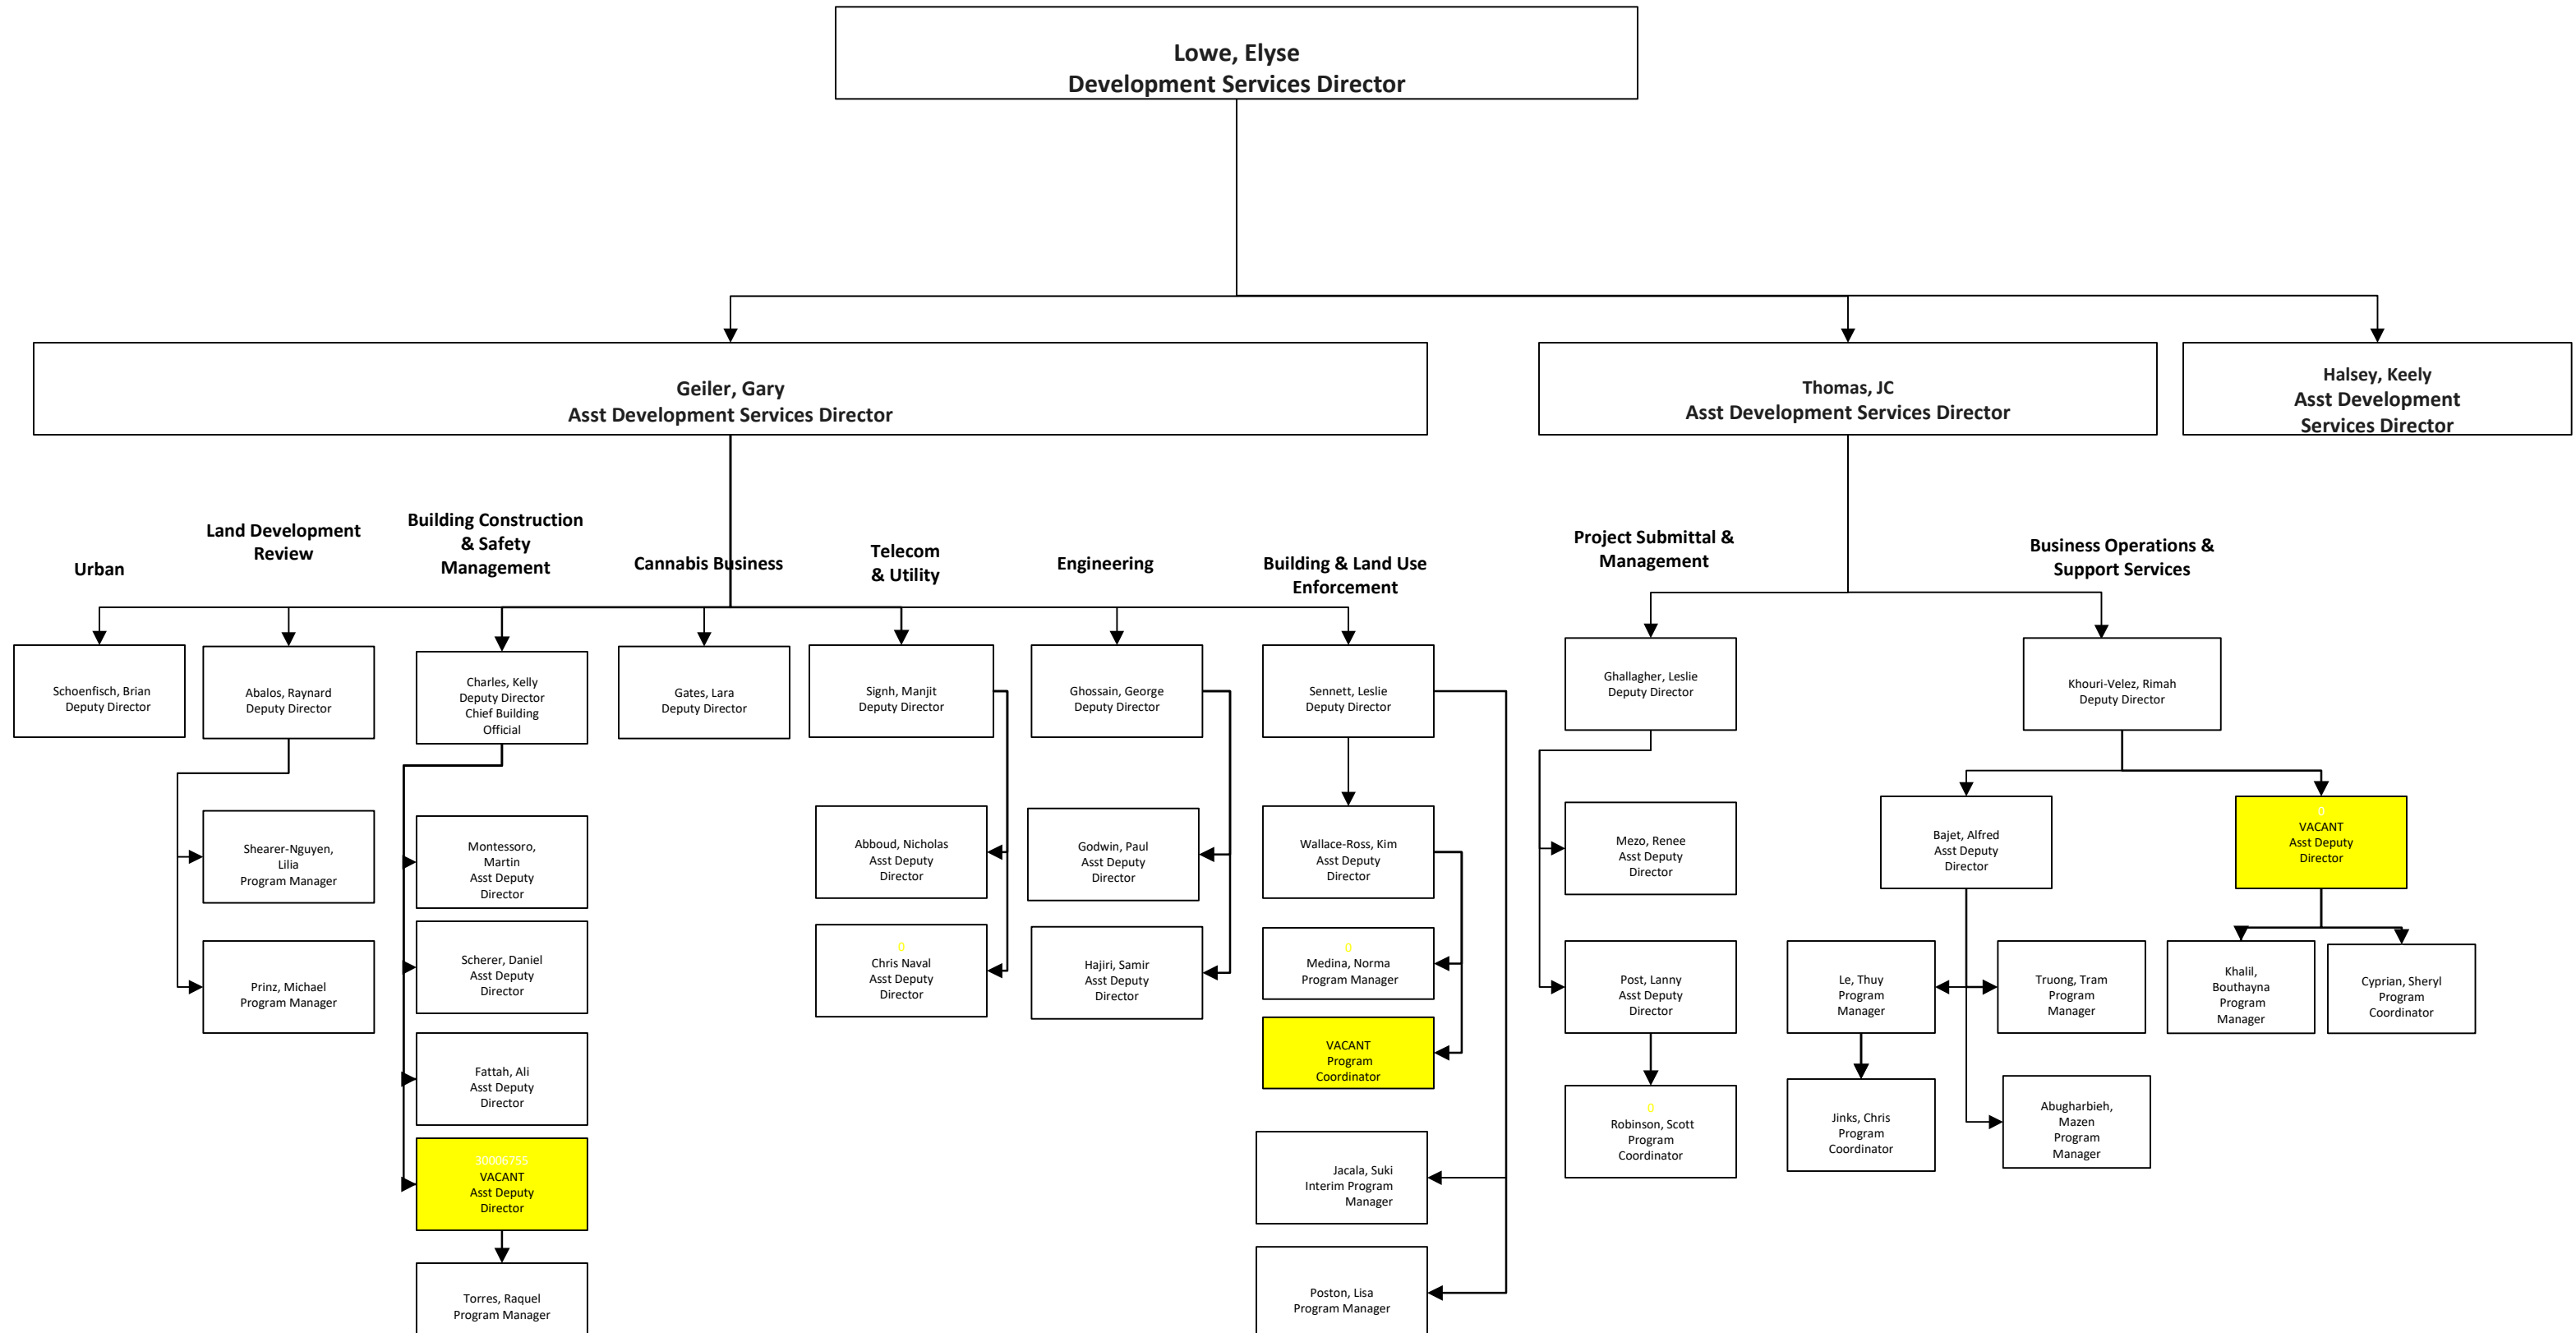 Lowe, Elyse
Development Services Director
Geiler, Gary
Asst Development Services Director
Thomas, JC
Asst Development Services Director
Halsey, Keely
Asst Development
Services Director
Urban
Land Development
Review
Building Construction
& Safety
Management
Cannabis Business
Telecom
& Utility
Engineering
Building & Land Use
Enforcement
Project Submittal &
Management
Business Operations &
Support Services
Schoenfisch, Brian
Deputy Director
Abalos, Raynard
Deputy Director
Charles, Kelly
Deputy Director
Chief Building
Official
Gates, Lara
Deputy Director
Signh, Manjit
Deputy Director
Ghossain, George
Deputy Director
Sennett, Leslie
Deputy Director
Ghallagher, Leslie
Deputy Director
Khouri-Velez, Rimah
Deputy Director
Shearer-Nguyen,
Lilia
Program Manager
Prinz, Michael
Program Manager
Montessoro,
Martin
Asst Deputy
Director
Scherer, Daniel
Asst Deputy
Director
Fattah, Ali
Asst Deputy
Director
30006755
VACANT
Asst Deputy
Director
Torres, Raquel
Program Manager
Abboud, Nicholas
Asst Deputy
Director
0
Chris Naval
Asst Deputy
Director
Godwin, Paul
Asst Deputy
Director
Hajiri, Samir
Asst Deputy
Director
Wallace-Ross, Kim
Asst Deputy
Director
0
Medina, Norma
Program Manager
VACANT
Program
Coordinator
Jacala, Suki
Interim Program
Manager
Poston, Lisa
Program Manager
Mezo, Renee
Asst Deputy
Director
Post, Lanny
Asst Deputy
Director
0
Robinson, Scott
Program
Coordinator
Bajet, Alfred
Asst Deputy
Director
0
VACANT
Asst Deputy
Director
Le, Thuy
Program
Manager
Truong, Tram
Program
Manager
Khalil,
Bouthayna
Program
Manager
Cyprian, Sheryl
Program
Coordinator
Jinks, Chris
Program
Coordinator
Abugharbieh,
Mazen
Program
Manager